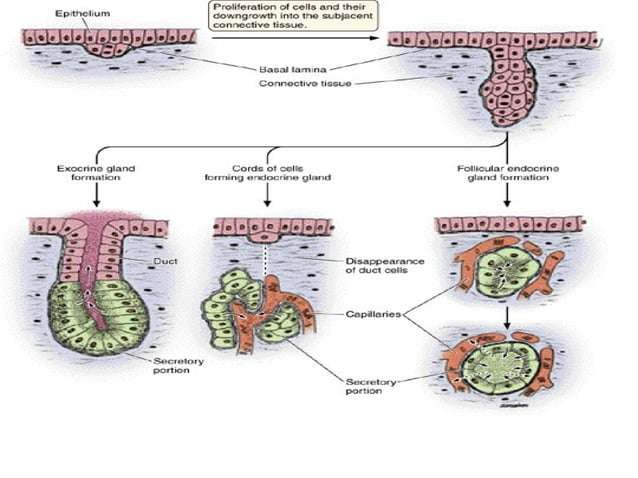 Epithelium
Proliferation of cells and their
downgrowth into the subjacent
connective tissue.
Basal lamina
Connective tissue
Exocrine gland
formation
Cords of cells
forming endocrine gland
Follicular endocrine
gland formation
Duct
Disappearance
of duct cells
Capillaries
Secretory
portion
Secretory
portion